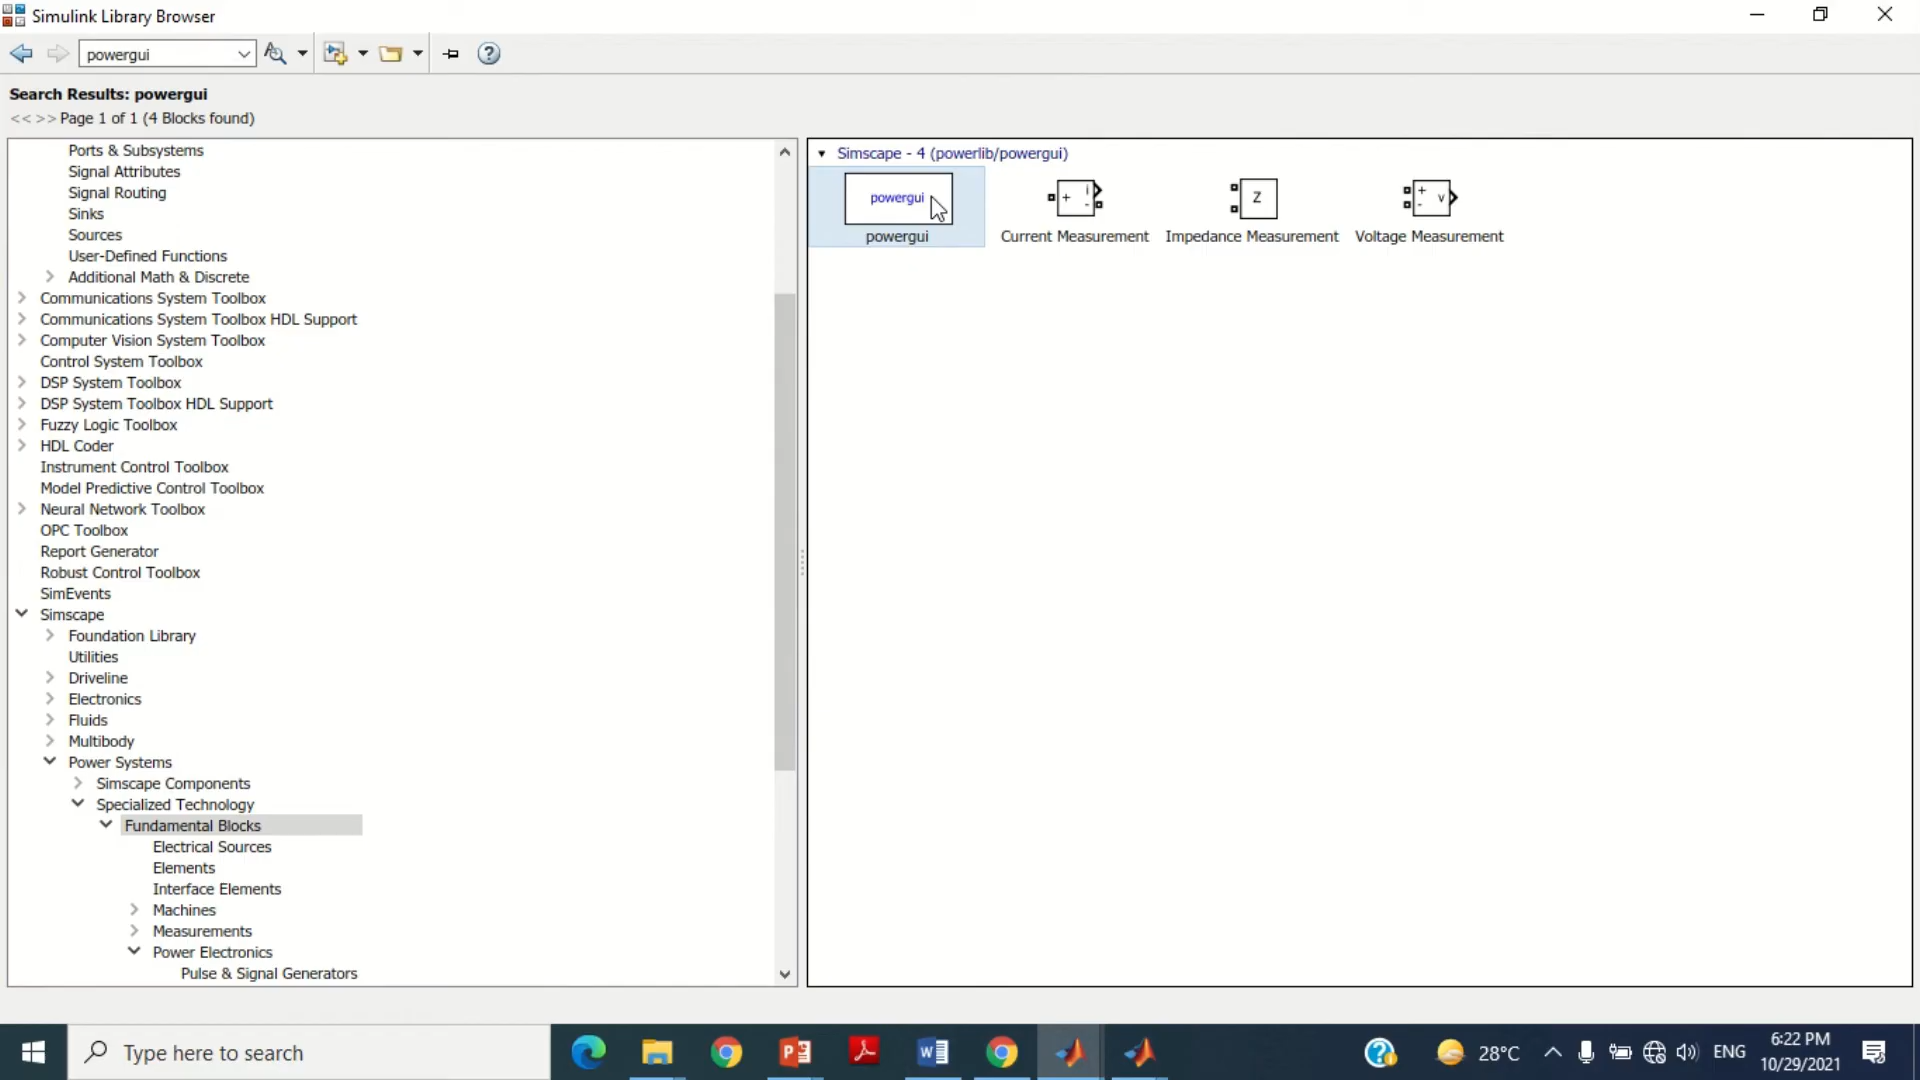 Simulink Library Browser
powergui
Search Results: powergui
<< >> Page 1 of 1 (4 Blocks found)
Ports & Subsystems
Signal Attributes
Signal Routing
Sinks
Sources
User-Defined Functions
Additional Math & Discrete
Communications System Toolbox
Communications System Toolbox HDL Support
Computer Vision System Toolbox
Control System Toolbox
DSP System Toolbox
DSP System Toolbox HDL Support
Fuzzy Logic Toolbox
HDL Coder
Instrument Control Toolbox
Model Predictive Control Toolbox
Neural Network Toolbox
OPC Toolbox
Report Generator
Robust Control Toolbox
SimEvents
Simscape
Foundation Library
Utilities
Driveline
Electronics
Fluids
Multibody
Power Systems
Simscape Components
Specialized Technology
Fundamental Blocks
Electrical Sources
Elements
Interface Elements
Machines
Measurements
Power Electronics
Pulse & Signal Generators
Simscape - 4 (powerlib/powergui)
powergui
+ i -
Z
+ - v
powergui
Current Measurement
Impedance Measurement
Voltage Measurement
Type here to search
28°C
ENG
6:22 PM
10/29/2021